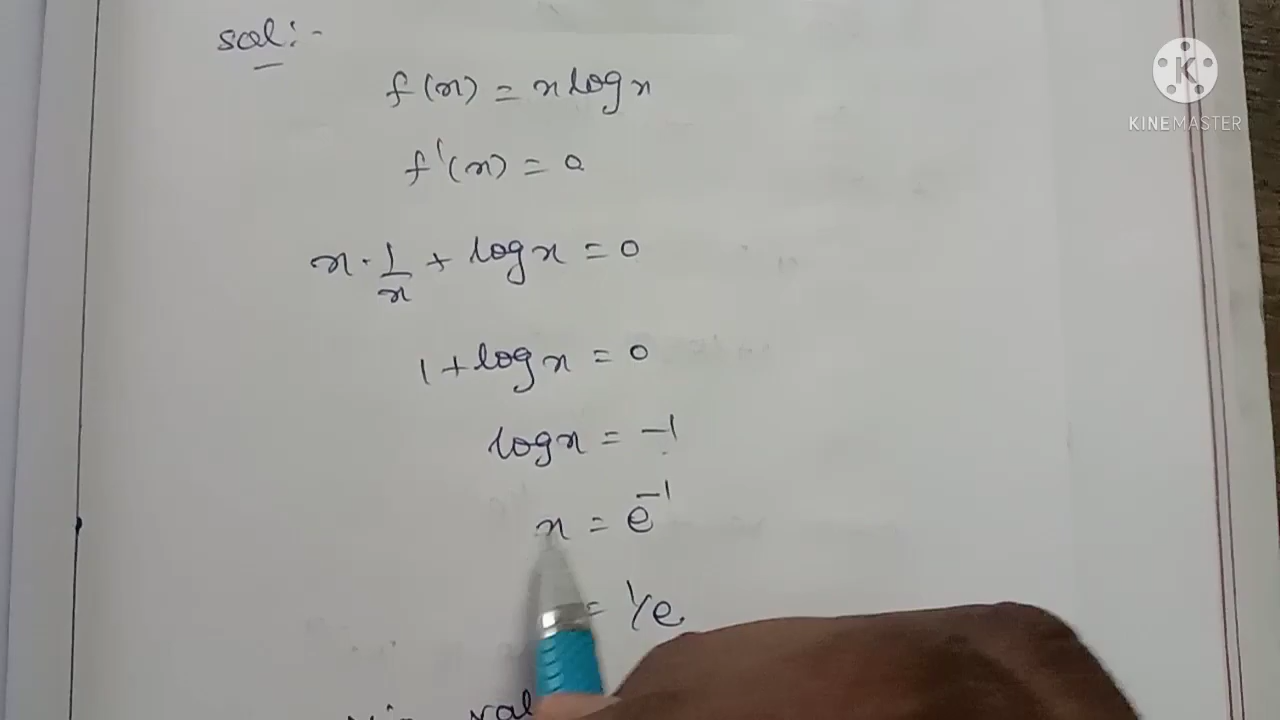 sol:-
f(x) = x log x
f'(x) = 0
x · 1/x + log x = 0
1 + log x = 0
log x = -1
x = e^-1
= 1/e
KINEMASTER